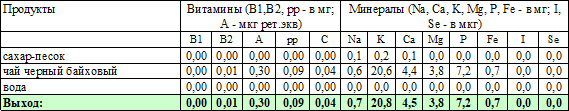 Продукты Витамины (В1,В2, рр - в мг; А - мкг рет.экв) Минералы (Na, Ca, K, Mg, P, Fe - в мг; I, Se - в мкг)
В1 В2 А рр С Na K Ca Mg P Fe I Se
сахар-песок 0,00 0,00 0,00 0,00 0,00 0,1 0,2 0,1 0,0 0,0 0,0 0,0 0,0
чай черный байховый 0,00 0,01 0,30 0,09 0,04 0,6 20,6 4,4 3,8 7,2 0,7 0,0 0,0
вода 0,00 0,00 0,00 0,00 0,00 0,0 0,0 0,0 0,0 0,0 0,0 0,0 0,0
Выход: 0,00 0,01 0,30 0,09 0,04 0,7 20,8 4,5 3,8 7,2 0,7 0,0 0,0